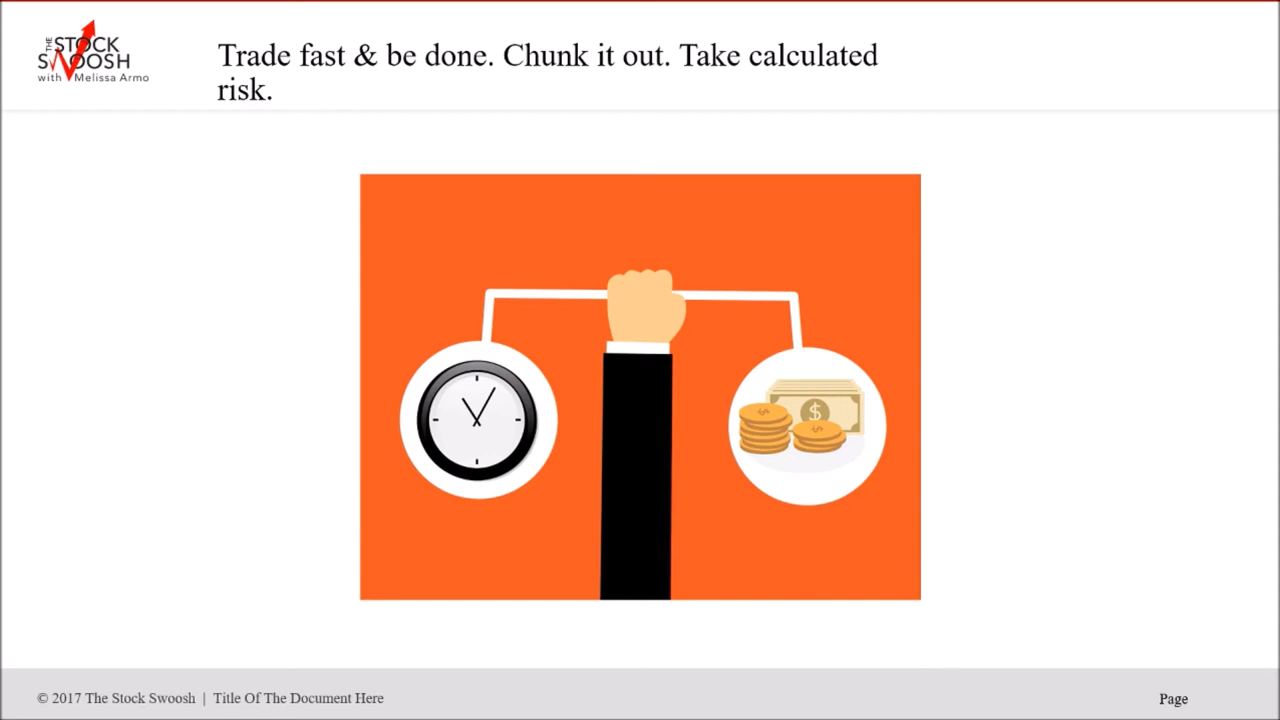 THE
STOCK
SWOOSH
with Melissa Armo
Trade fast & be done. Chunk it out. Take calculated
risk.
$
$
$
© 2017 The Stock Swoosh | Title Of The Document Here
Page